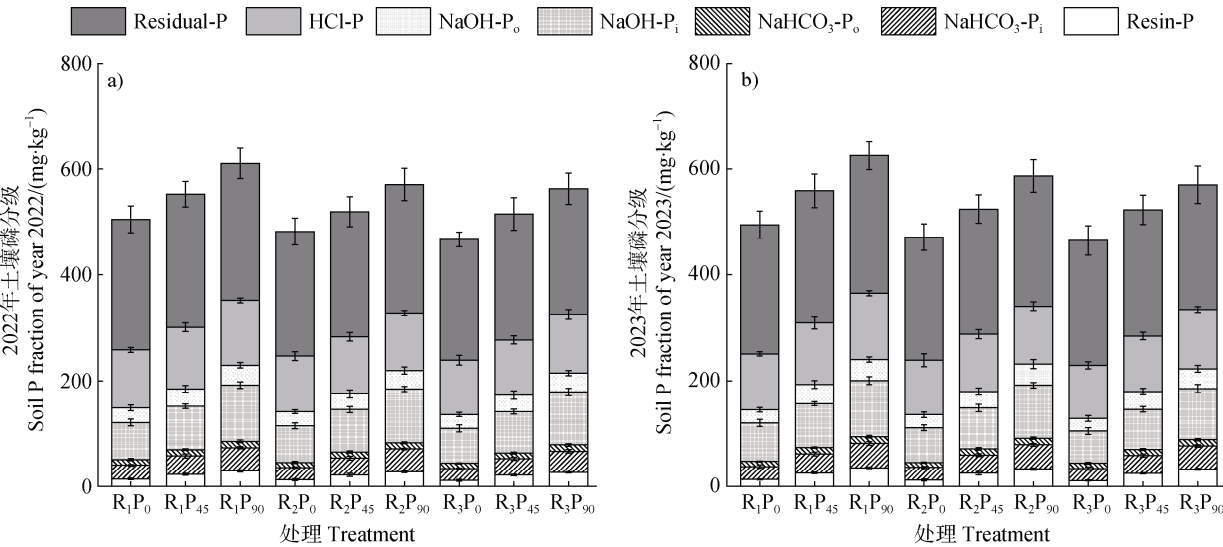 Residual-P HCl-P NaOH-Pₒ NaOH-Pᵢ NaHCO₃-Pₒ NaHCO₃-Pᵢ Resin-P
a)
2022年土壤磷分级
Soil P fraction of year 2022/(mg·kg⁻¹)
800
600
400
200
0
R₁P₀ R₁P₄₅ R₁P₉₀ R₂P₀ R₂P₄₅ R₂P₉₀ R₃P₀ R₃P₄₅ R₃P₉₀
处理 Treatment
b)
2023年土壤磷分级
Soil P fraction of year 2023/(mg·kg⁻¹)
800
600
400
200
0
R₁P₀ R₁P₄₅ R₁P₉₀ R₂P₀ R₂P₄₅ R₂P₉₀ R₃P₀ R₃P₄₅ R₃P₉₀
处理 Treatment